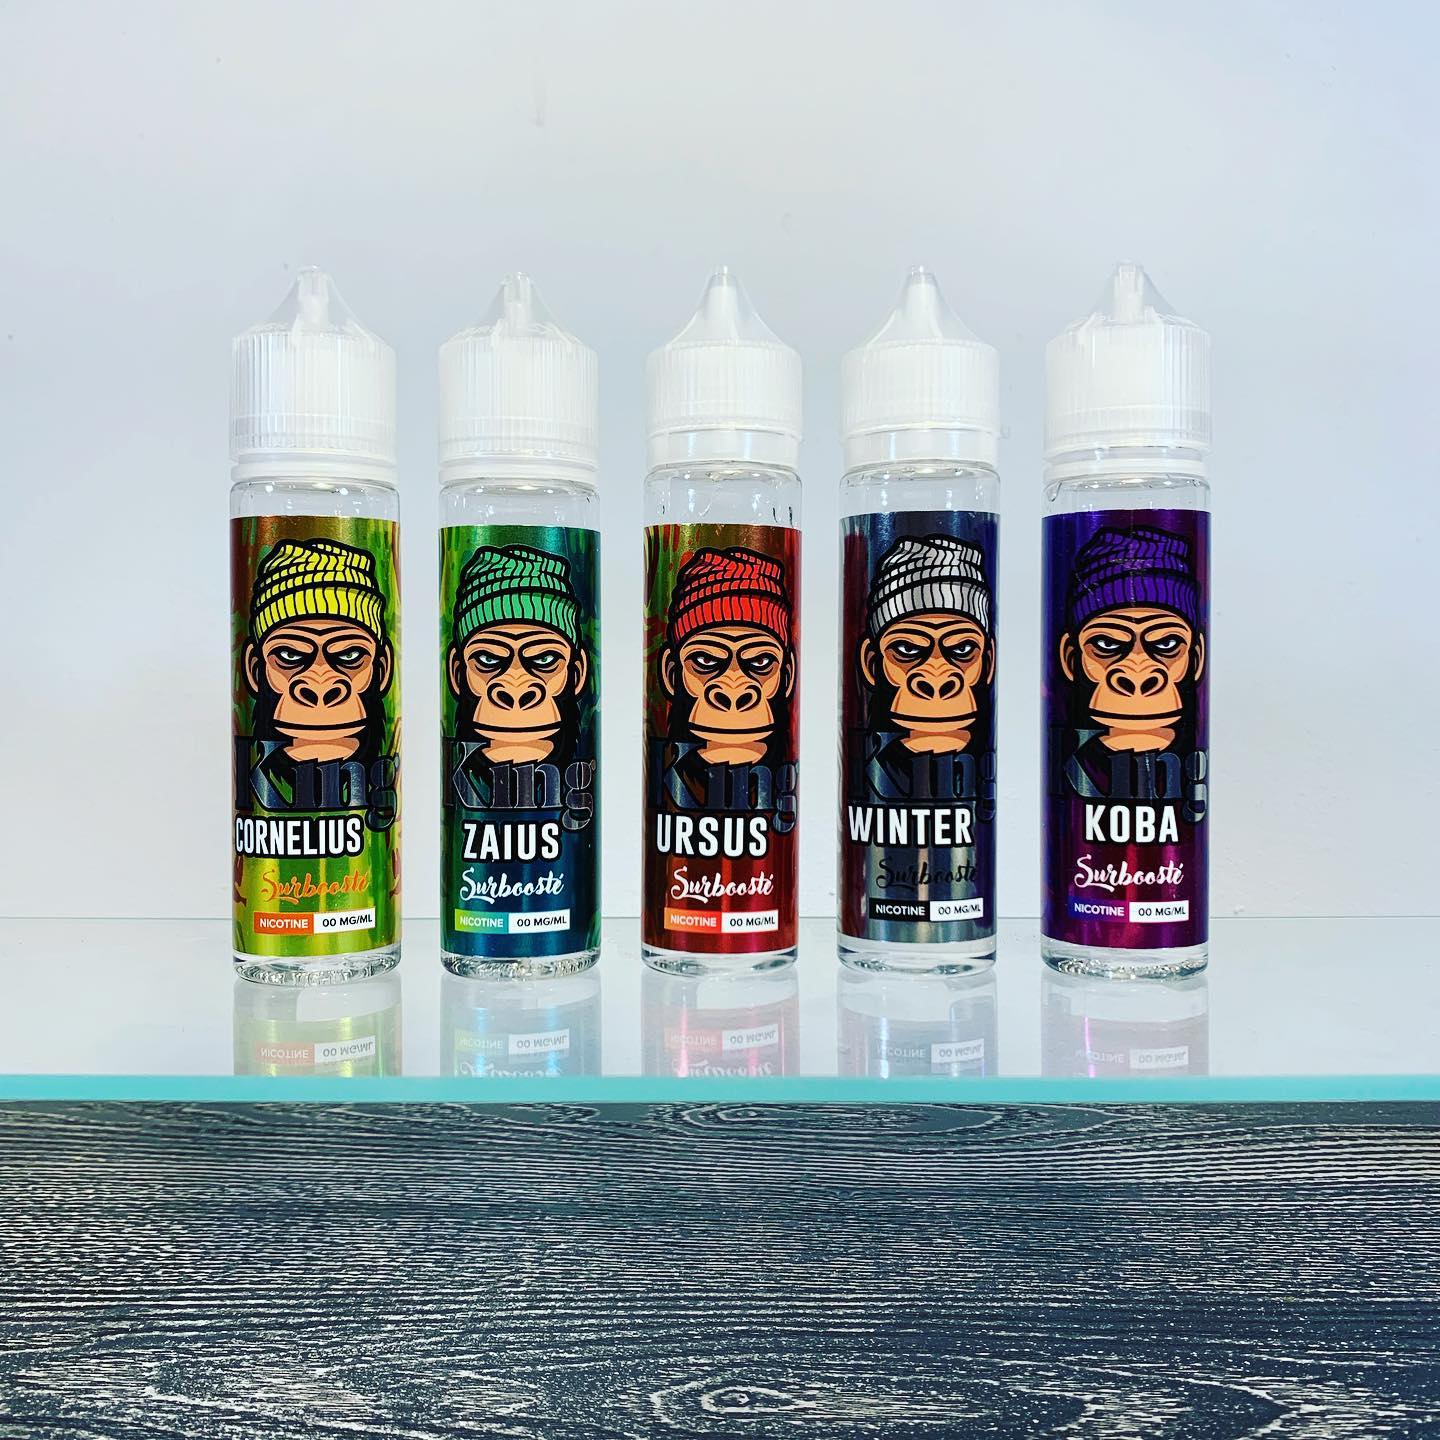 King
CORNELIUS
Surboosté
NICOTINE 00 MG/ML
King
ZAIUS
Surboosté
NICOTINE 00 MG/ML
King
URSUS
Surboosté
NICOTINE 00 MG/ML
King
WINTER
Surboosté
NICOTINE 00 MG/ML
King
KOBA
Surboosté
NICOTINE 00 MG/ML